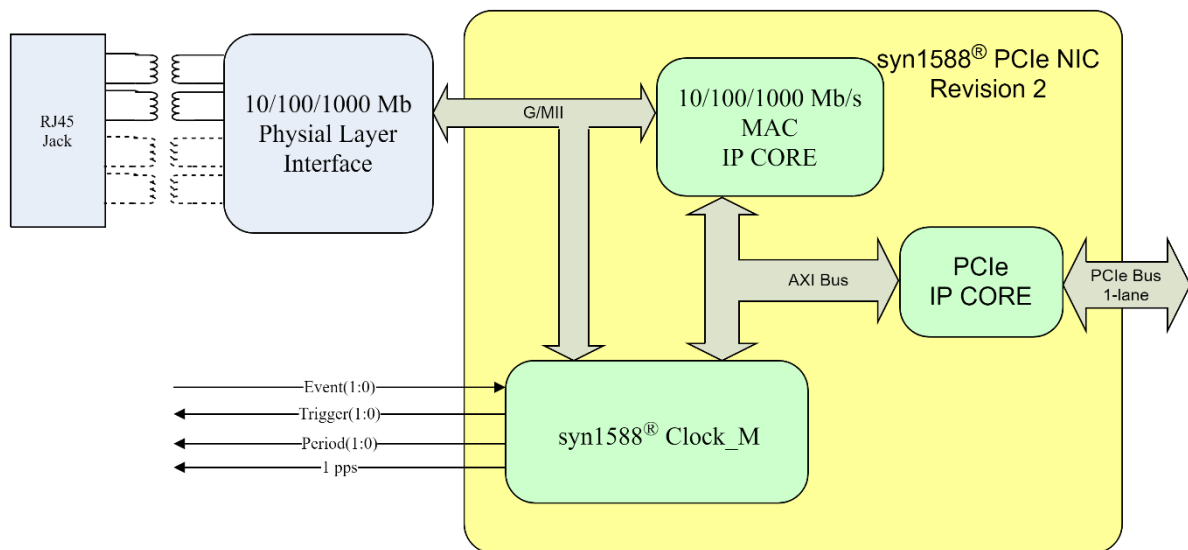 syn1588® PCIe NIC
Revision 2
RJ45
Jack
10/100/1000 Mb
Physial Layer
Interface
G/MII
10/100/1000 Mb/s
MAC
IP CORE
AXI Bus
PCIe
IP CORE
PCIe Bus
1-lane
Event(1:0)
Trigger(1:0)
Period(1:0)
1 pps
syn1588® Clock_M